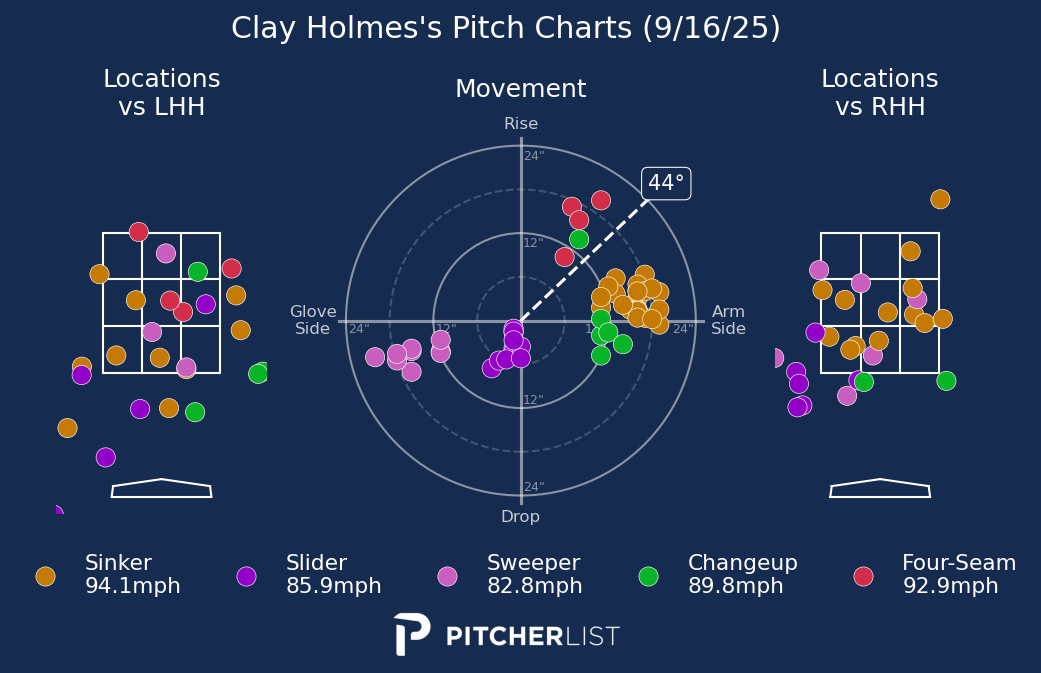 Clay Holmes's Pitch Charts (9/16/25)
Locations
vs LHH
Movement
Locations
vs RHH
Rise
24"
44°
12"
Glove
Side
24"
12"
24"
Arm
Side
12"
24"
Drop
Sinker
94.1mph
Slider
85.9mph
Sweeper
82.8mph
Changeup
89.8mph
Four-Seam
92.9mph
PITCHERLIST